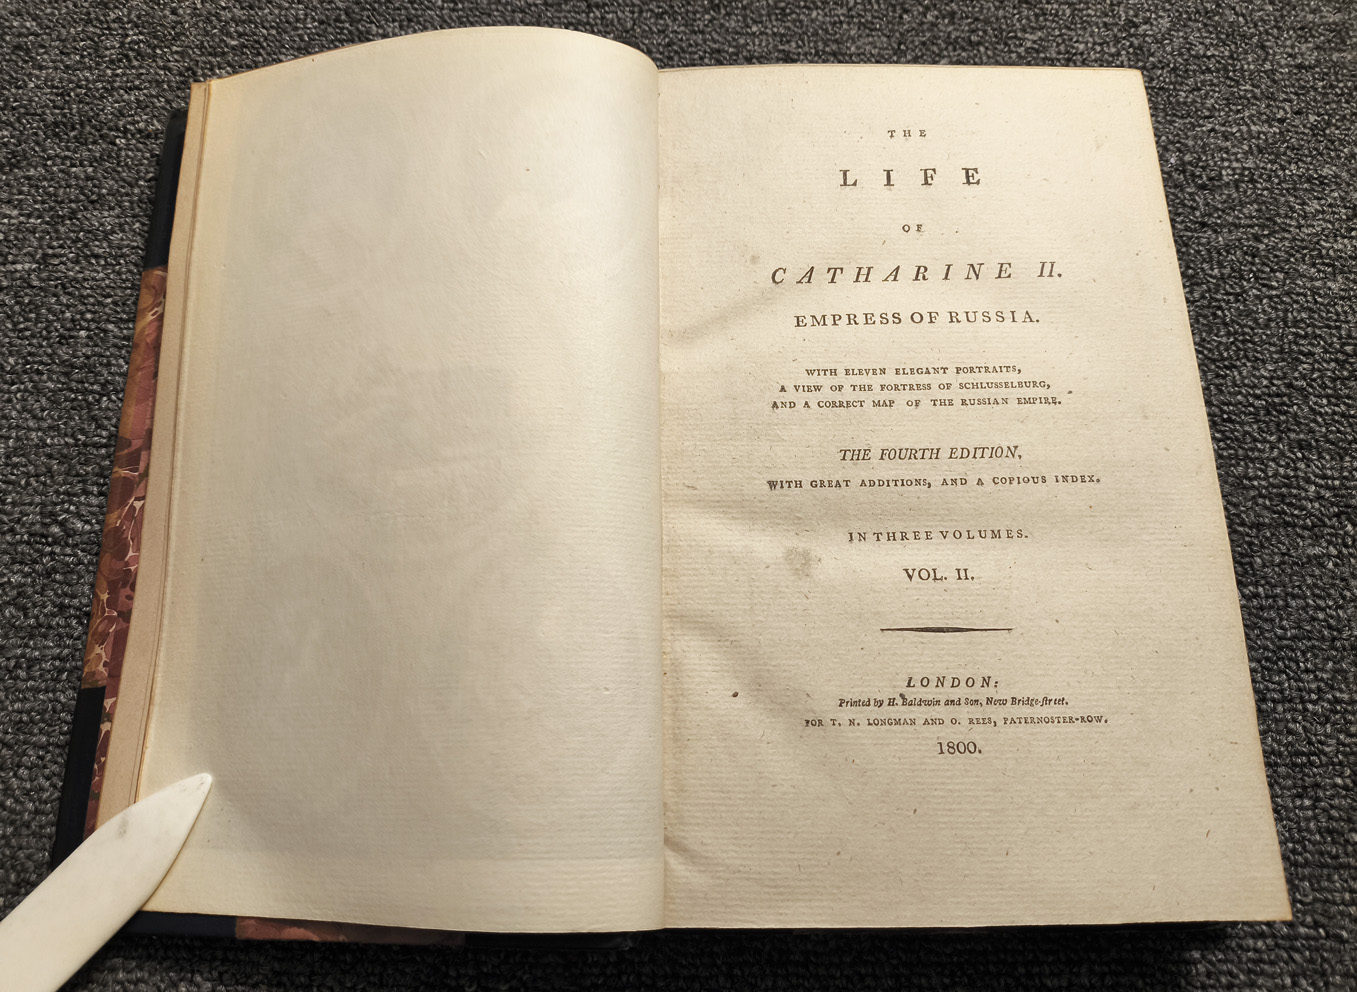 THE
LIFE
OF
CATHARINE II.
EMPRESS OF RUSSIA.
WITH ELEVEN ELEGANT PORTRAITS,
A VIEW OF THE FORTRESS OF SCHLUSSELBURG,
AND A CORRECT MAP OF THE RUSSIAN EMPIRE.
THE FOURTH EDITION,
WITH GREAT ADDITIONS, AND A COPIOUS INDEX.
IN THREE VOLUMES.
VOL. II.
LONDON:
Printed by H. Baldwin and Son, New Bridge-ſtreet.
FOR T. N. LONGMAN AND O. REES, PATERNOSTER-ROW.
1800.